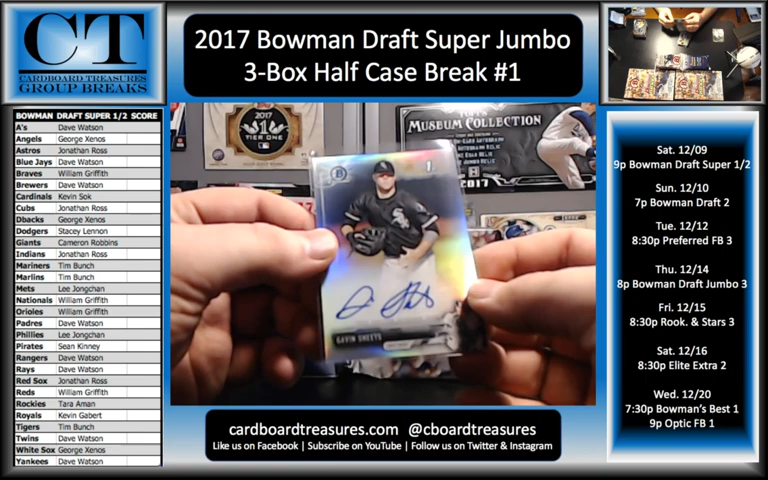 CT
CARDBOARD TREASURES
GROUP BREAKS
2017 Bowman Draft Super Jumbo
3-Box Half Case Break #1
BOWMAN DRAFT SUPER 1/2 SCORE
A's Dave Watson
Angels George Xenos
Astros Jonathan Ross
Blue Jays Dave Watson
Braves William Griffith
Brewers Dave Watson
Cardinals Kevin Sok
Cubs Jonathan Ross
Dbacks George Xenos
Dodgers Stacey Lennon
Giants Cameron Robbins
Indians Jonathan Ross
Mariners Tim Bunch
Marlins Tim Bunch
Mets Lee Jongchan
Nationals William Griffith
Orioles William Griffith
Padres Dave Watson
Phillies Lee Jongchan
Pirates Sean Kinney
Rangers Dave Watson
Rays Dave Watson
Red Sox Jonathan Ross
Reds William Griffith
Rockies Tara Aman
Royals Kevin Gabert
Tigers Tim Bunch
Twins Dave Watson
White Sox George Xenos
Yankees Dave Watson
2017
1
TIER ONE
MUSEUM COLLECTION
2017
1st
GAVIN SHEETS
Sat. 12/09
9p Bowman Draft Super 1/2
Sun. 12/10
7p Bowman Draft 2
Tue. 12/12
8:30p Preferred FB 3
Thu. 12/14
8p Bowman Draft Jumbo 3
Fri. 12/15
8:30p Rook. & Stars 3
Sat. 12/16
8:30p Elite Extra 2
Wed. 12/20
7:30p Bowman's Best 1
9p Optic FB 1
cardboardtreasures.com @cboardtreasures
Like us on Facebook | Subscribe on YouTube | Follow us on Twitter & Instagram